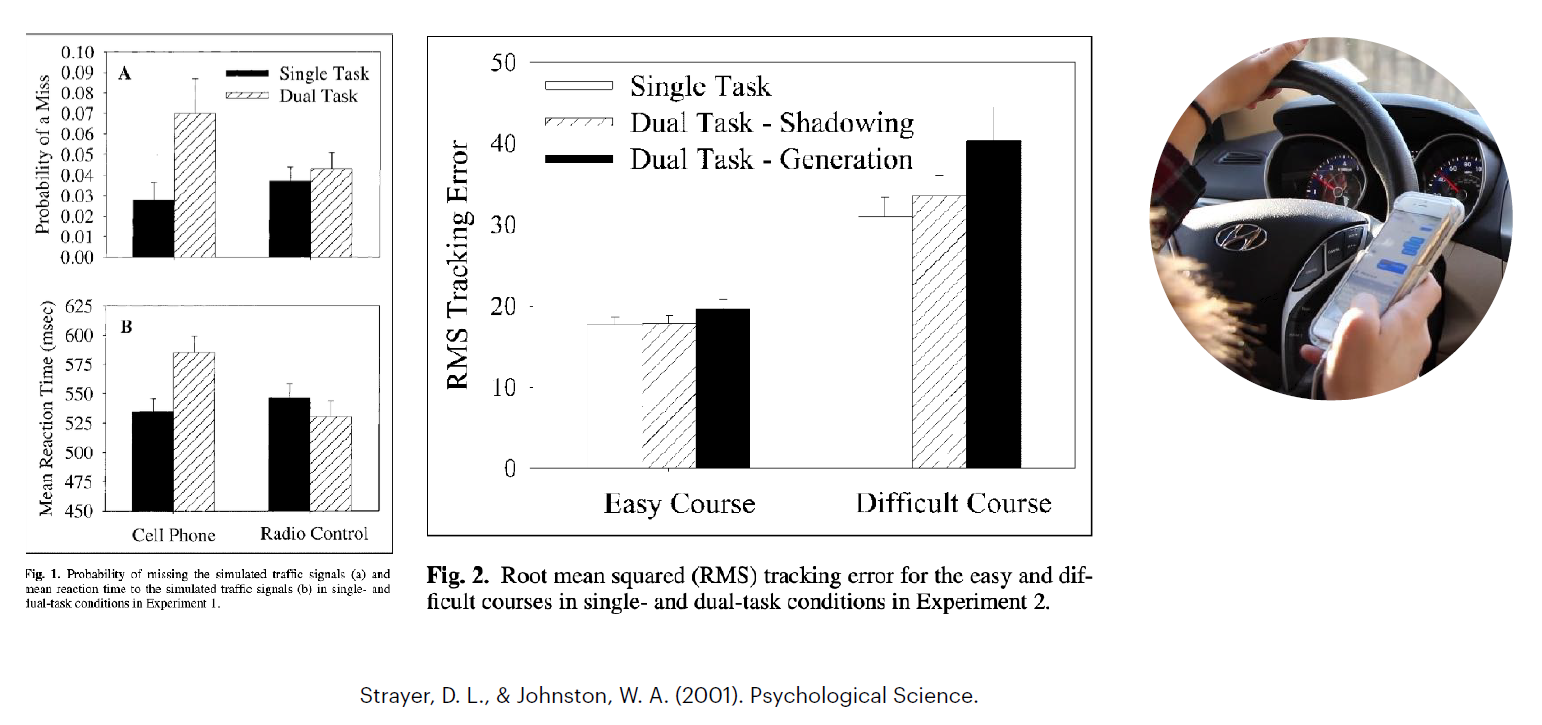 0.10
0.09
0.08
0.07
0.06
0.05
0.04
0.03
0.02
0.01
0.00
Probability of a Miss
A
Single Task
Dual Task
625
600
575
550
525
500
475
450
Mean Reaction Time (msec)
B
Cell Phone
Radio Control
Fig. 1. Probability of missing the simulated traffic signals (a) and
mean reaction time to the simulated traffic signals (b) in single- and
dual-task conditions in Experiment 1.
50
40
30
20
10
0
RMS Tracking Error
Single Task
Dual Task - Shadowing
Dual Task - Generation
Easy Course
Difficult Course
Fig. 2. Root mean squared (RMS) tracking error for the easy and dif-
ficult courses in single- and dual-task conditions in Experiment 2.
Strayer, D. L., & Johnston, W. A. (2001). Psychological Science.